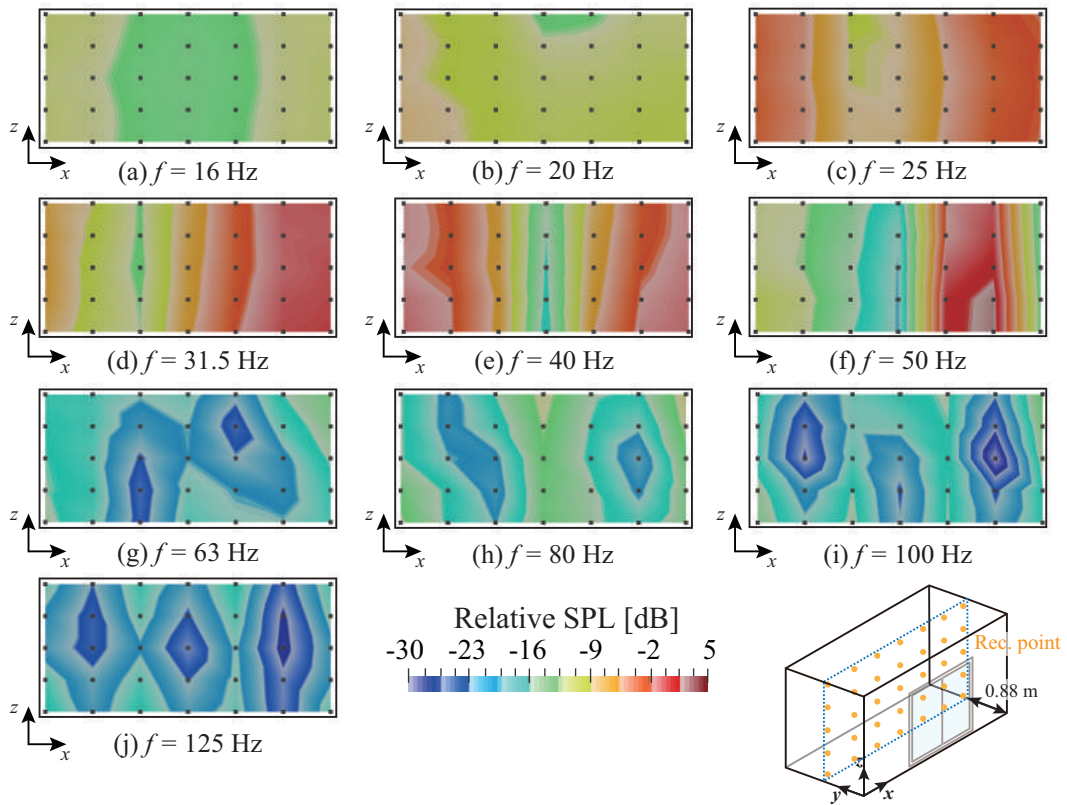 z
x
(a) f = 16 Hz
z
x
(b) f = 20 Hz
z
x
(c) f = 25 Hz
z
x
(d) f = 31.5 Hz
z
x
(e) f = 40 Hz
z
x
(f) f = 50 Hz
z
x
(g) f = 63 Hz
z
x
(h) f = 80 Hz
z
x
(i) f = 100 Hz
z
x
(j) f = 125 Hz
Relative SPL [dB]
-30 -23 -16 -9 -2 5
Rec. point
0.88 m
z
y
x